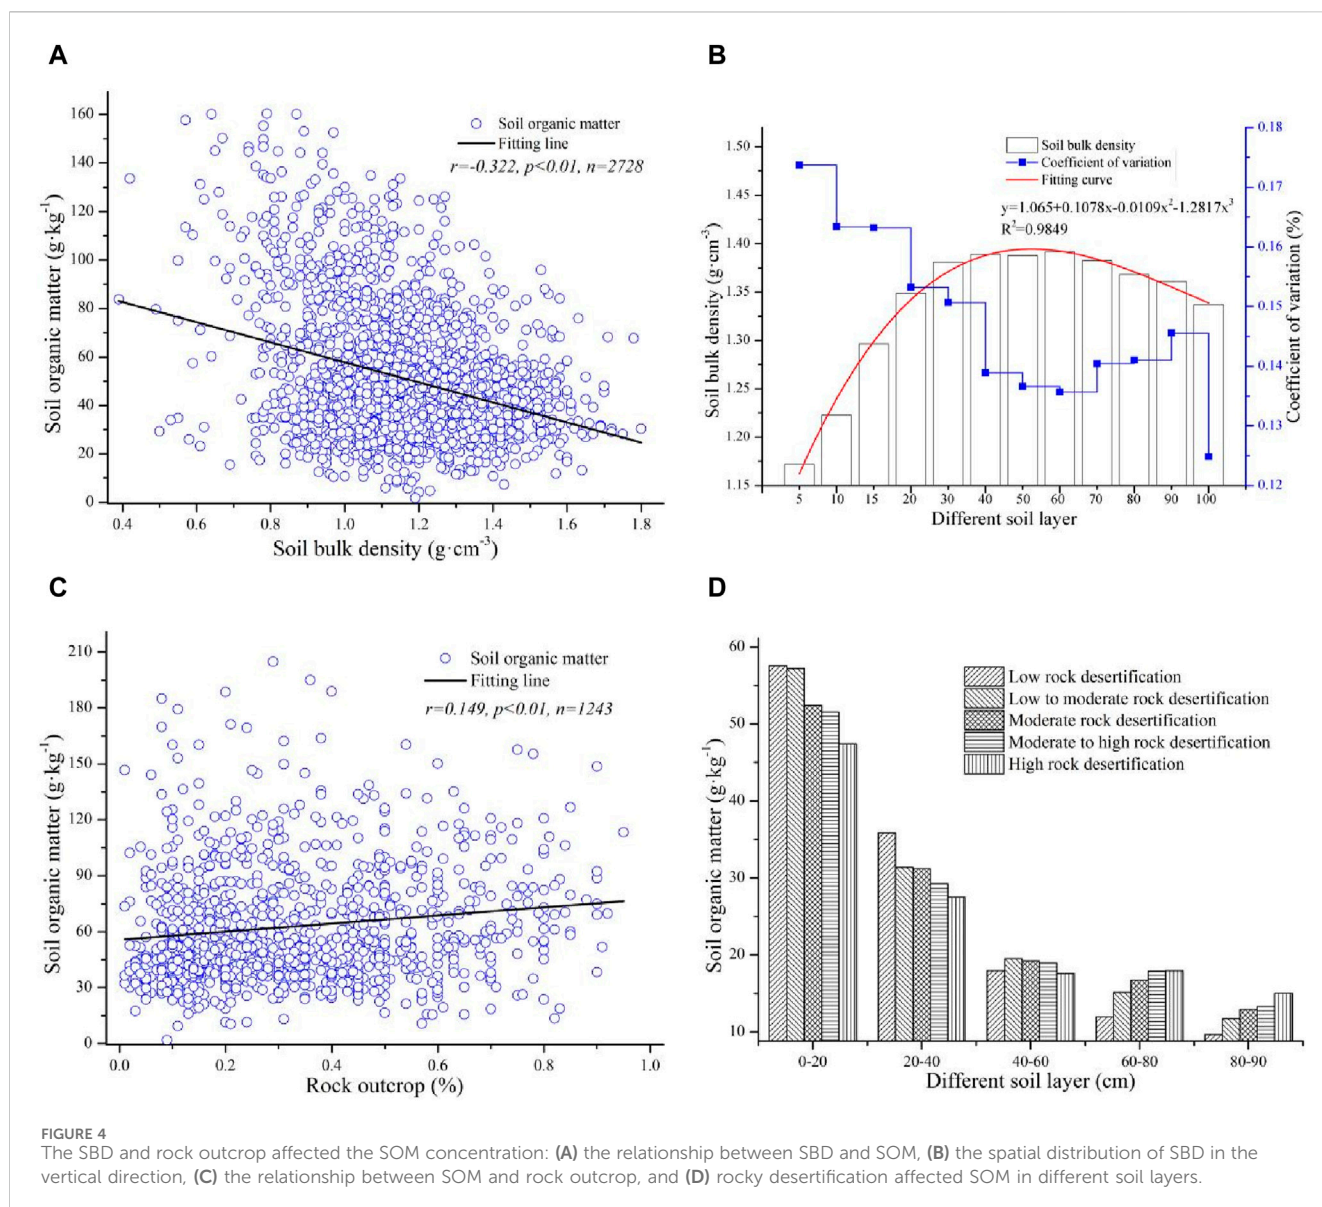 A
Soil organic matter (g·kg⁻¹)
160
140
120
100
80
60
40
20
0
Soil organic matter
Fitting line
r=-0.322, p<0.01, n=2728
0.4 0.6 0.8 1.0 1.2 1.4 1.6 1.8
Soil bulk density (g·cm⁻³)
B
Soil bulk density (g·cm⁻³)
1.50
1.45
1.40
1.35
1.30
1.25
1.20
1.15
Soil bulk density
Coefficient of variation
Fitting curve
y=1.065+0.1078x-0.0109x²-1.2817x³
R²=0.9849
0.18
0.17
0.16
0.15
0.14
0.13
0.12
Coefficient of variation (%)
5 10 15 20 30 40 50 60 70 80 90 100
Different soil layer
C
Soil organic matter (g·kg⁻¹)
210
180
150
120
90
60
30
0
Soil organic matter
Fitting line
r=0.149, p<0.01, n=1243
0.0 0.2 0.4 0.6 0.8 1.0
Rock outcrop (%)
D
Soil organic matter (g·kg⁻¹)
60
50
40
30
20
10
Low rock desertification
Low to moderate rock desertification
Moderate rock desertification
Moderate to high rock desertification
High rock desertification
0-20 20-40 40-60 60-80 80-90
Different soil layer (cm)
FIGURE 4
The SBD and rock outcrop affected the SOM concentration: (A) the relationship between SBD and SOM, (B) the spatial distribution of SBD in the
vertical direction, (C) the relationship between SOM and rock outcrop, and (D) rocky desertification affected SOM in different soil layers.